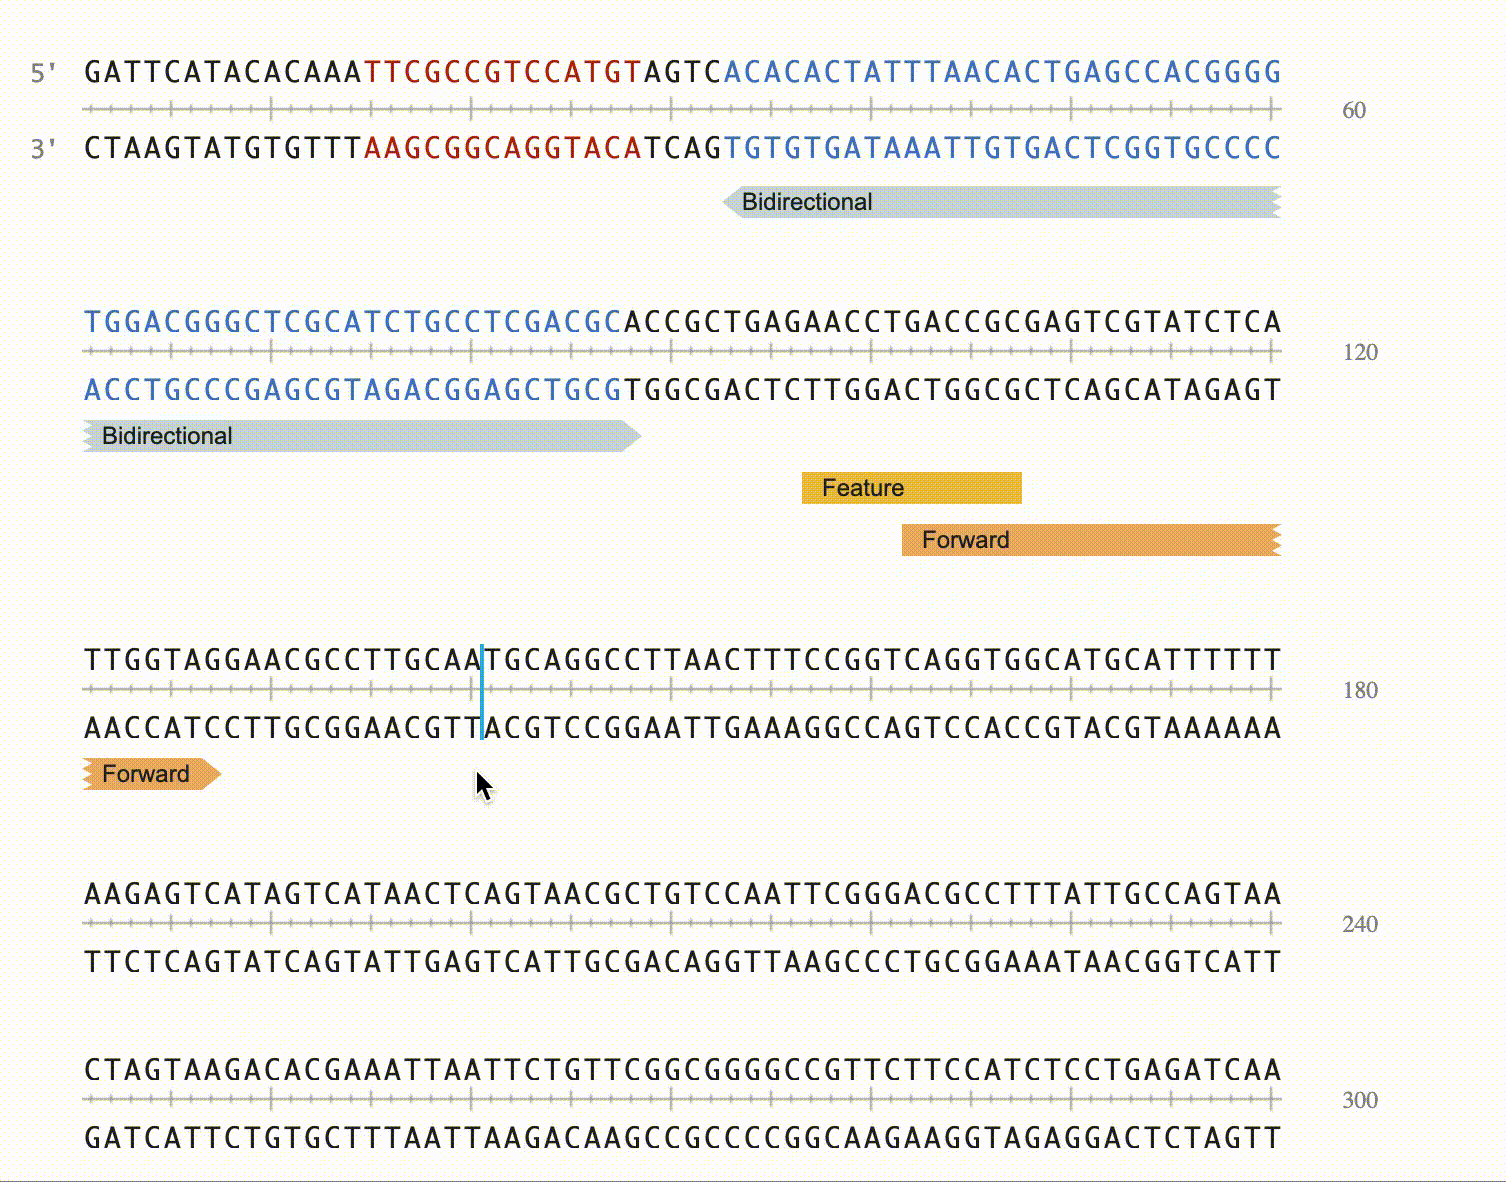 5' GATTCATACACAAATTCGCCGTCCATGTAGTCACACACTATTTAACACTGAGCCACGGGG
60
3' CTAAGTATGTGTTTAAGCGGCAGGTACATCAGTGTGTGATAAATTGTGACTCGGTGCCCC
Bidirectional
TGGACGGGCTCGCATCTGCCTCGACGCACCGCTGAGAACCTGACCGCGAGTCGTATCTCA
120
ACCTGCCCGAGCGTAGACGGAGCTGCGTGGCGACTCTTGGACTGGCGCTCAGCATAGAGT
Bidirectional
Feature
Forward
TTGGTAGGAACGCCTTGCAATGCAGGCCTTAACTTTCCGGTCAGGTGGCATGCATTTTTT
180
AACCATCCTTGCGGAACGTTACGTCCGGAATTGAAAGGCCAGTCCACCGTACGTAAAAAA
Forward
AAGAGTCATAGTCATAACTCAGTAACGCTGTCCAATTCGGGACGCCTTTATTGCCAGTAA
240
TTCTCAGTATCAGTATTGAGTCATTGCGACAGGTTAAGCCCTGCGGAAATAACGGTCATT
CTAGTAAGACACGAAATTAATTCTGTTCGGCGGGGCCGTTCTTCCATCTCCTGAGATCAA
300
GATCATTCTGTGCTTTAATTAAGACAAGCCGCCCCGGCAAGAAGGTAGAGGACTCTAGTT